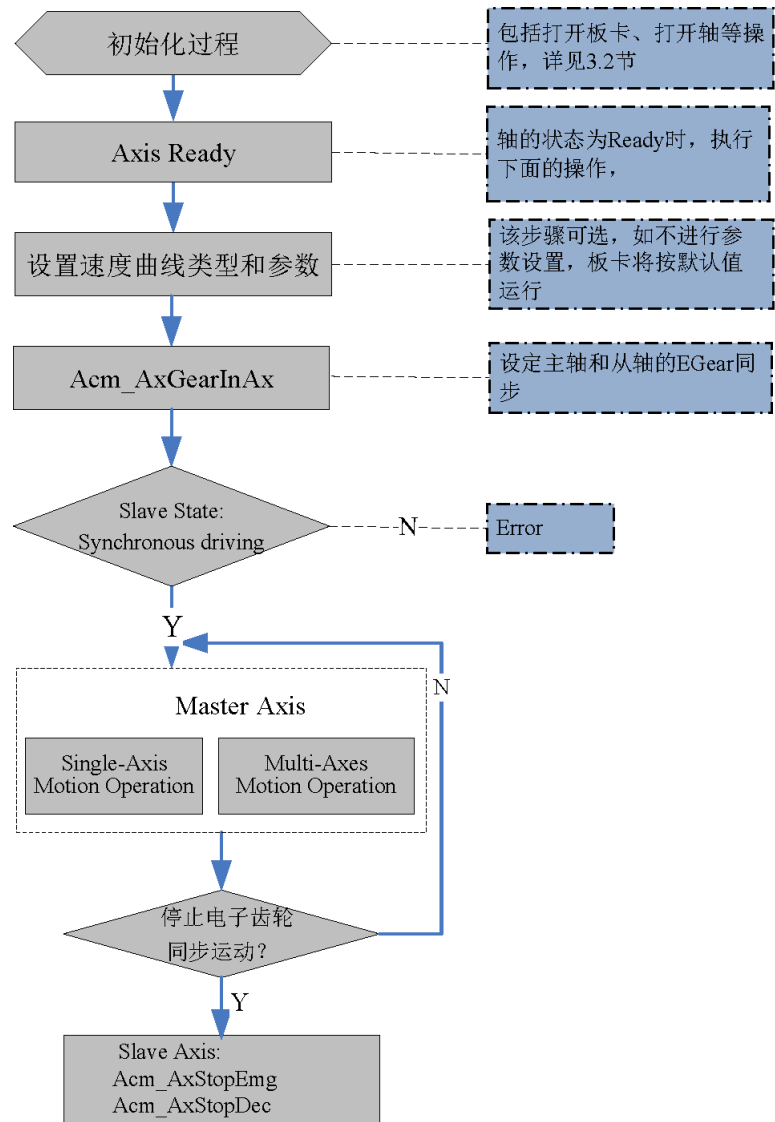 初始化过程
包括打开板卡、打开轴等操
作，详见3.2节
Axis Ready
轴的状态为Ready时，执行
下面的操作，
设置速度曲线类型和参数
该步骤可选，如不进行参
数设置，板卡将按默认值
运行
Acm_AxGearInAx
设定主轴和从轴的EGear同
步
Slave State:
Synchronous driving
N
Error
Y
N
Master Axis
Single-Axis
Motion Operation
Multi-Axes
Motion Operation
停止电子齿轮
同步运动？
Y
Slave Axis:
Acm_AxStopEmg
Acm_AxStopDec